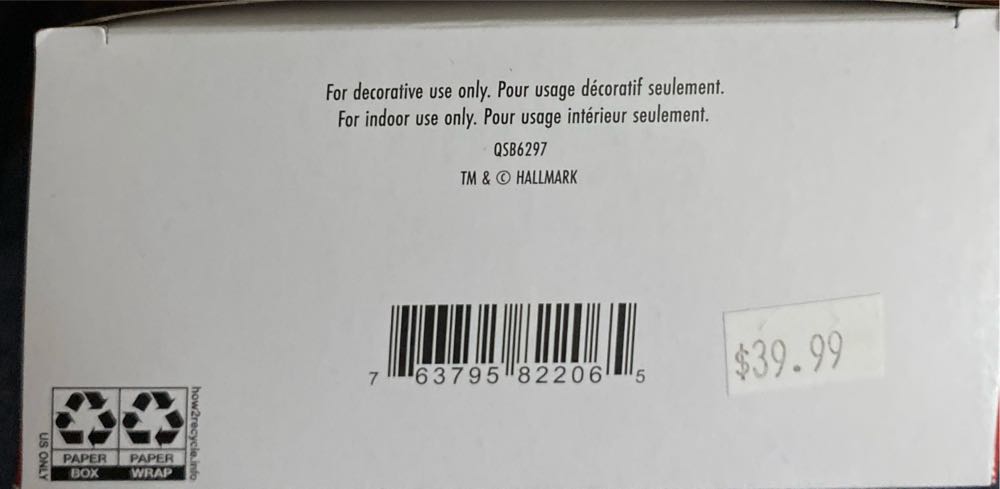 For decorative use only. Pour usage décoratif seulement.
For indoor use only. Pour usage intérieur seulement.
QSB6297
TM & © HALLMARK
7 63795 82206 5
$39.99
US ONLY
PAPER PAPER
BOX WRAP
how2recycle.info